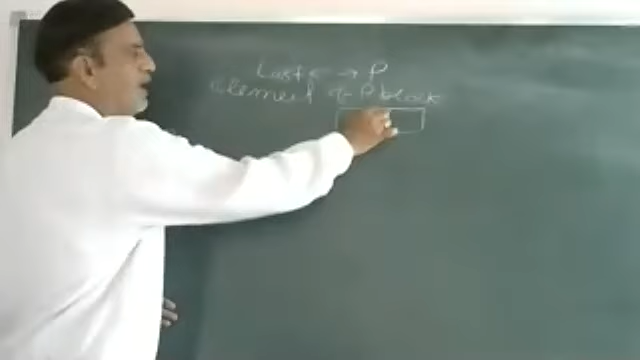 Last e → P
element of P block